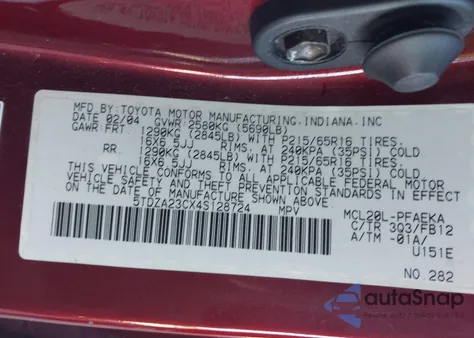 MFD.BY:TOYOTA MOTOR MANUFACTURING.INDIANA.INC
DATE 02/04 GVWR:2580KG(5690LB)
GAWR:FRT 1290KG (2845LB) P215/65R16 TIRES.
16X6.5JJ RIMS.AT 240KPA (35PSI) COLD
RR 1290KG (2845LB) P215/65R16 TIRES.
16X6.5JJ RIMS.AT 240KPA (35PSI) COLD
THIS VEHICLE CONFORMS TO ALL APPLICABLE FEDERAL MOTOR
VEHICLE SAFETY AND THEFT PREVENTION STANDARDS IN EFFECT
ON THE DATE OF MANUFACTURE SHOWN ABOVE.
5TDZA23CX4S128724 MPV MCL20L-PFAEKA
C/TR 3Q3/FB12
A/TM -01A/
U151E
NO.282
autoSnap